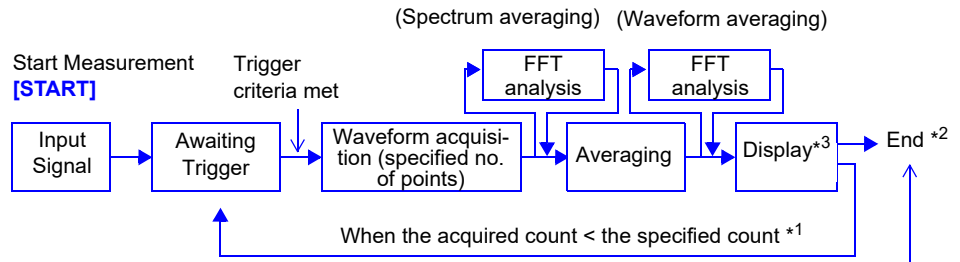 (Spectrum averaging) (Waveform averaging)
Start Measurement
[START]
Trigger
criteria met
FFT
analysis
FFT
analysis
Input
Signal
Awaiting
Trigger
Waveform acquisi-
tion (specified no.
of points)
Averaging
Display*3
End *2
When the acquired count < the specified count *1